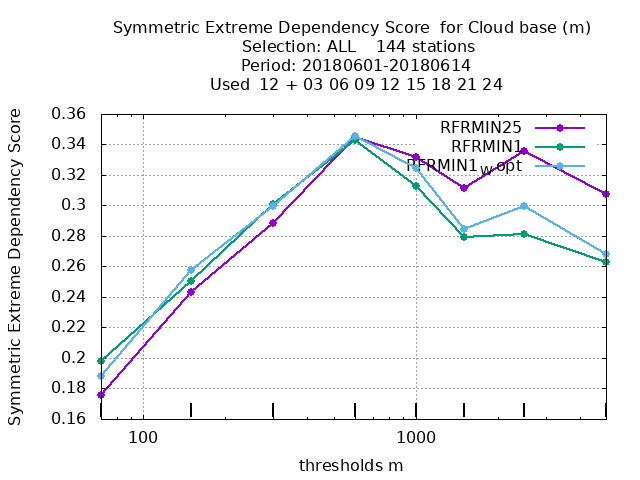 Symmetric Extreme Dependency Score  for Cloud base (m)
Selection: ALL    144 stations
Period: 20180601-20180614
Used  12 + 03 06 09 12 15 18 21 24
Symmetric Extreme Dependency Score
0.36
0.34
0.32
0.3
0.28
0.26
0.24
0.22
0.2
0.18
0.16
RFRMIN25
RFRMIN1
RFRMIN1wopt
100
1000
thresholds m